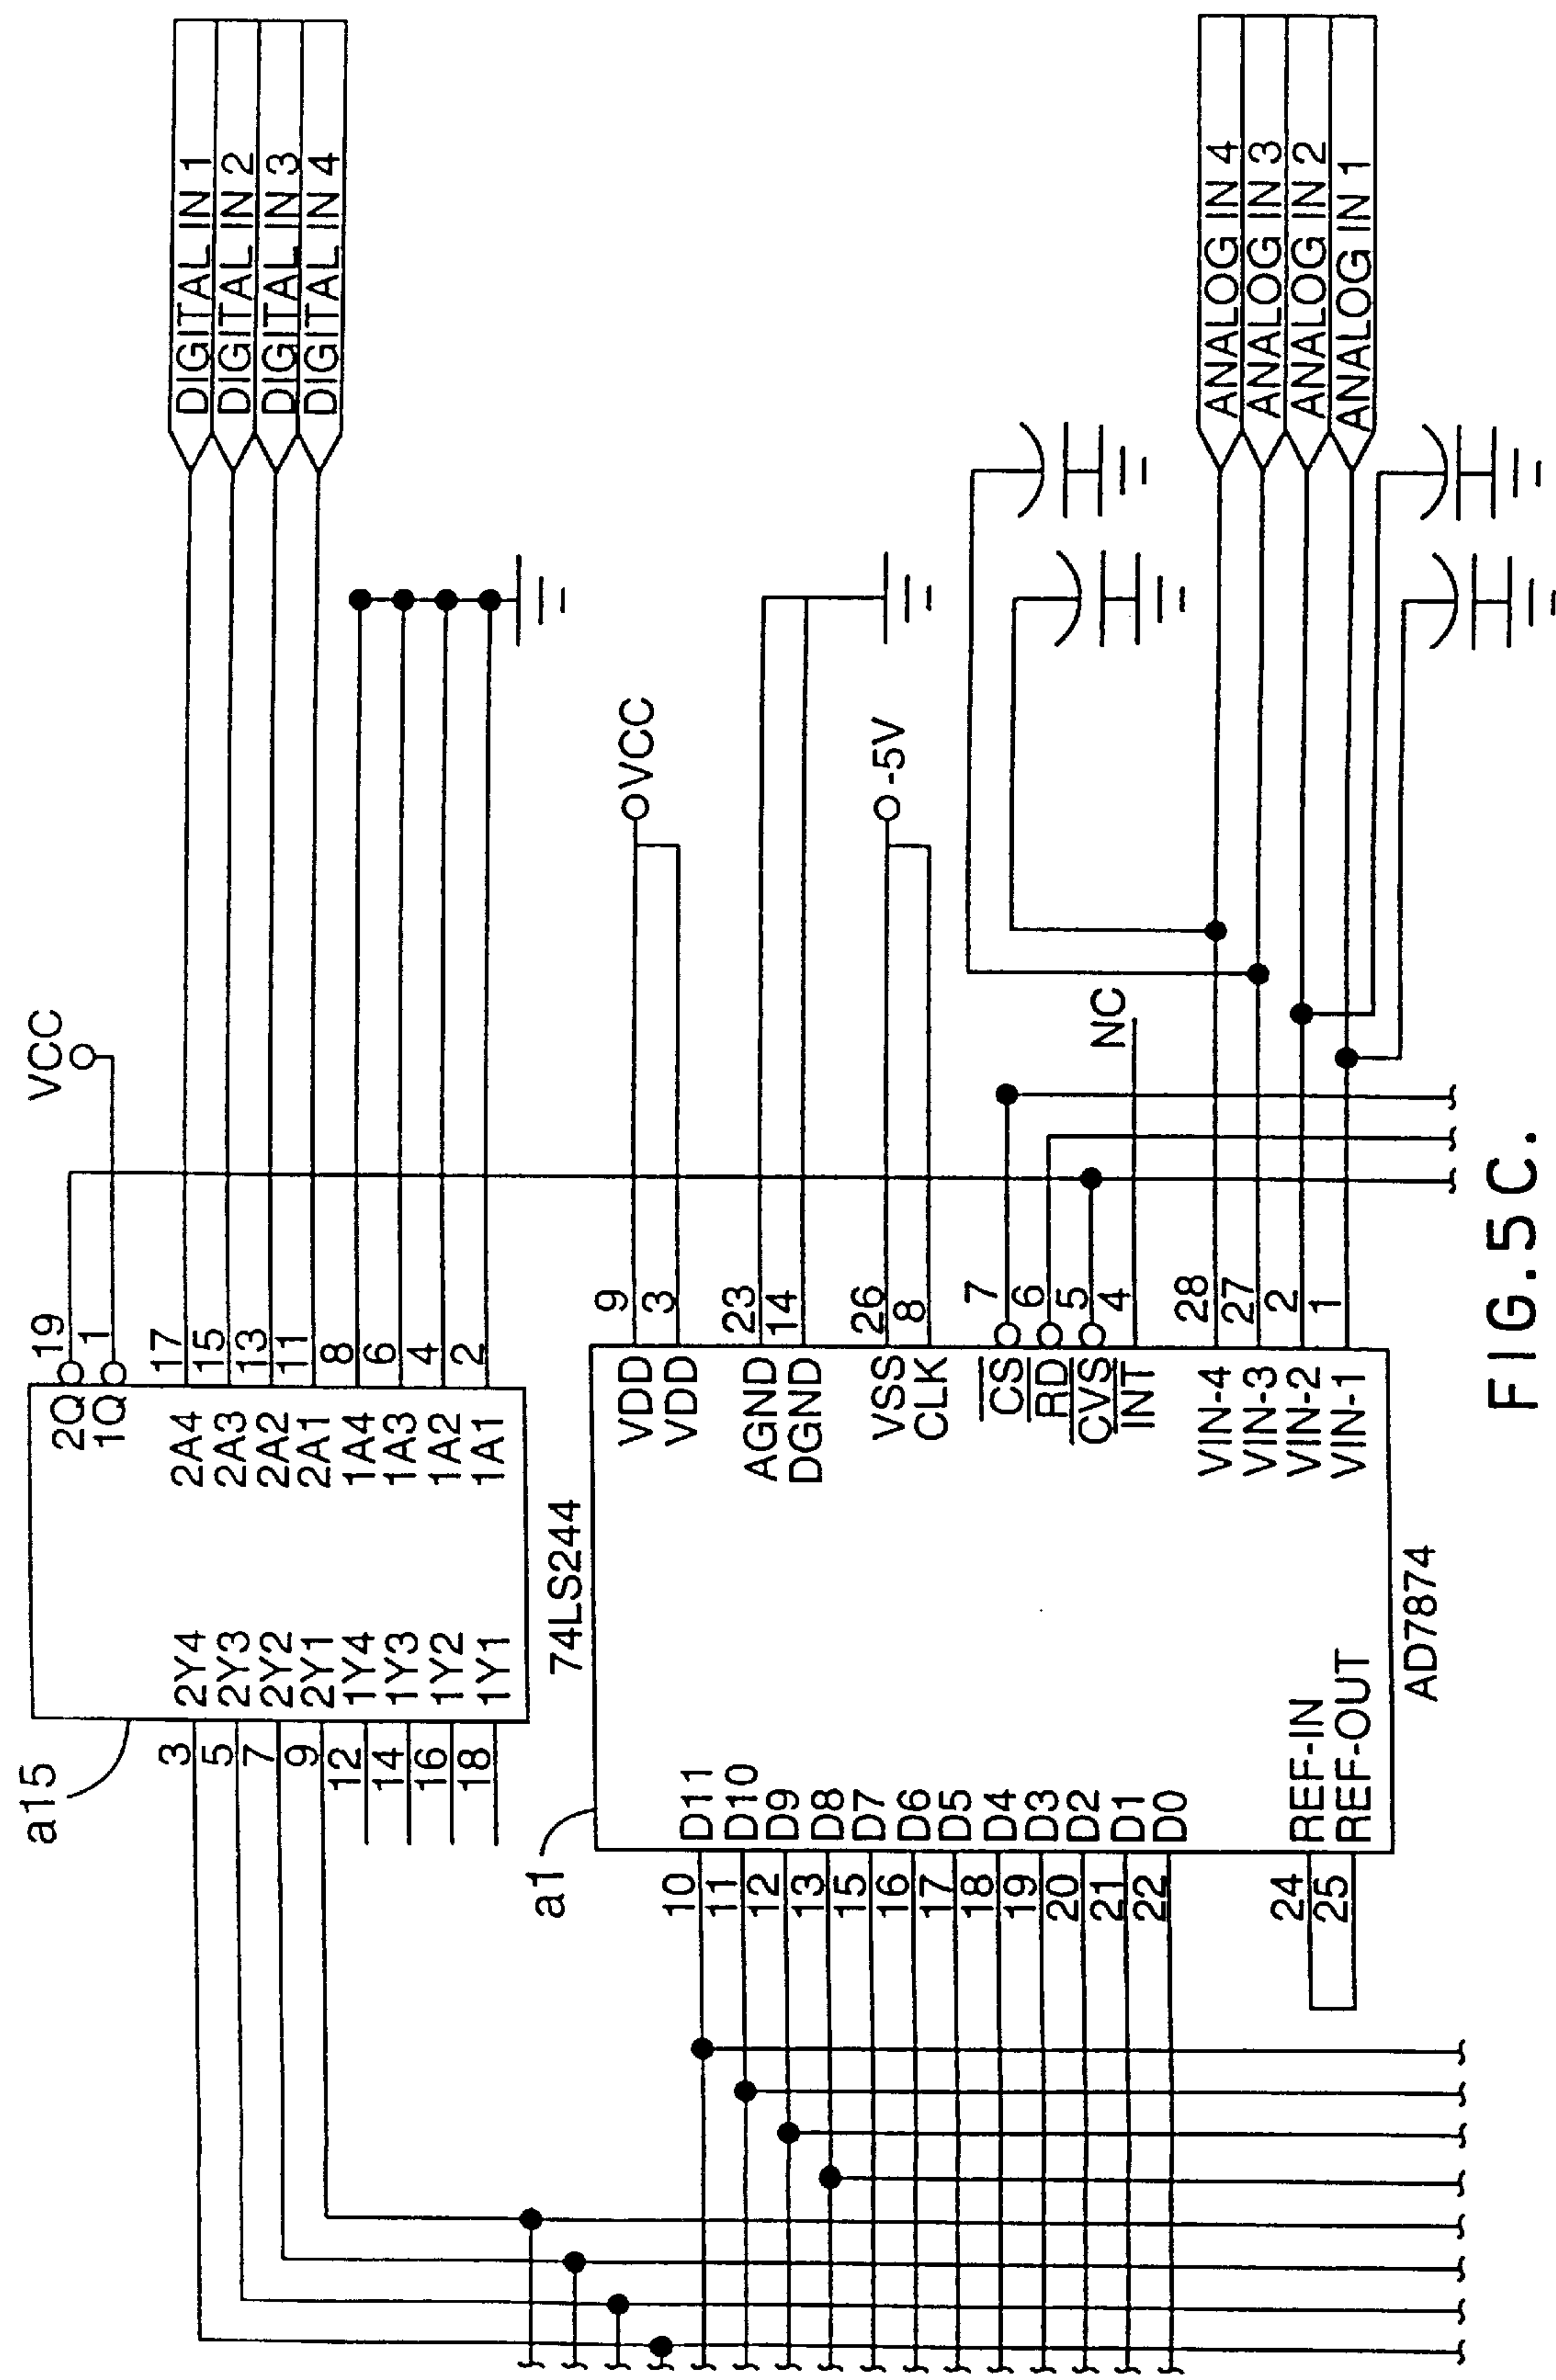 a15
3 2Y4
5 2Y3
7 2Y2
9 2Y1
12 1Y4
14 1Y3
16 1Y2
18 1Y1
2Q 19
1Q 1
VCC
2A4 17
2A3 15
2A2 13
2A1 11
1A4 8
1A3 6
1A2 4
1A1 2
DIGITAL IN 1
DIGITAL IN 2
DIGITAL IN 3
DIGITAL IN 4
74LS244
a1
10 D11
11 D10
12 D9
13 D8
15 D7
16 D6
17 D5
18 D4
19 D3
20 D2
21 D1
22 D0
24 REF-IN
25 REF-OUT
VDD 9
VDD 3
VCC
AGND 23
DGND 14
VSS 26
CLK 8
-5V
CS 7
RD 6
CVS 5
INT 4
NC
VIN-4 28
VIN-3 27
VIN-2 2
VIN-1 1
ANALOG IN 4
ANALOG IN 3
ANALOG IN 2
ANALOG IN 1
AD7874
FIG.5C.